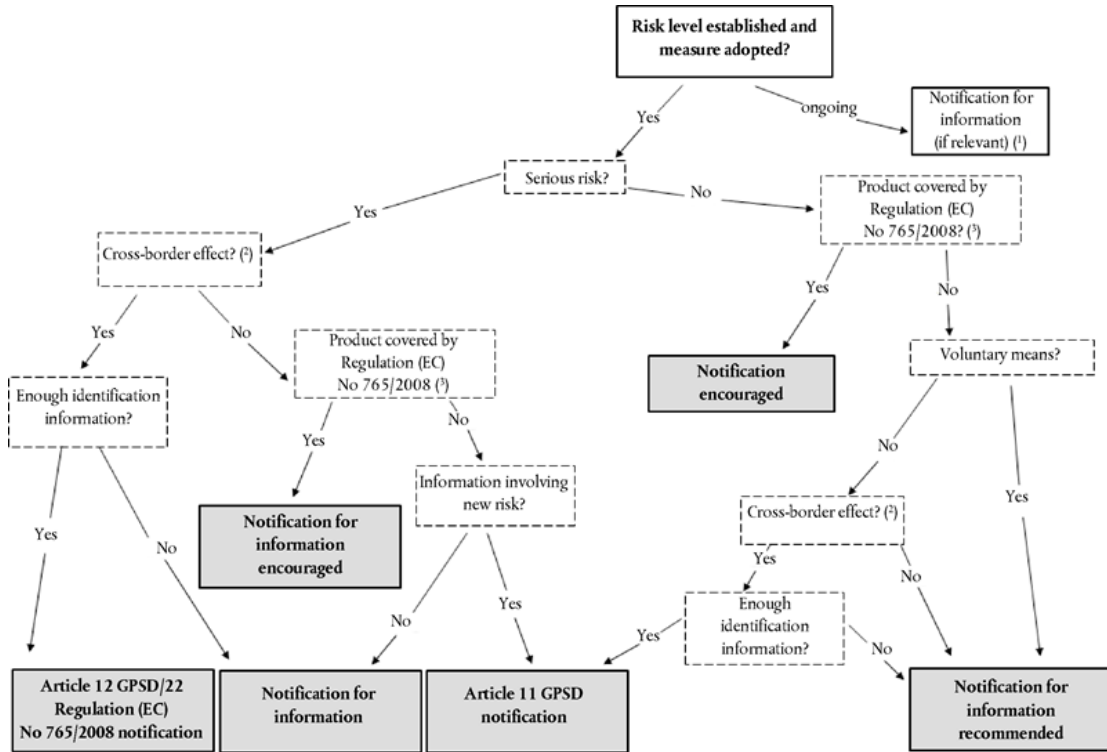 Risk level established and
measure adopted?
Yes
ongoing
Notification for
information
(if relevant) (¹)
Serious risk?
Yes
No
Product covered by
Regulation (EC)
No 765/2008? (³)
Cross-border effect? (²)
Yes
No
Yes
No
Product covered by
Regulation (EC)
No 765/2008 (³)
Notification
encouraged
Voluntary means?
Enough identification
information?
Yes
No
No
Yes
Information involving
new risk?
Yes
No
Notification for
information
encouraged
Cross-border effect? (²)
No
Yes
Yes
No
Enough
identification
information?
Yes
No
Article 12 GPSD/22
Regulation (EC)
No 765/2008 notification
Notification for
information
Article 11 GPSD
notification
Notification for
information
recommended